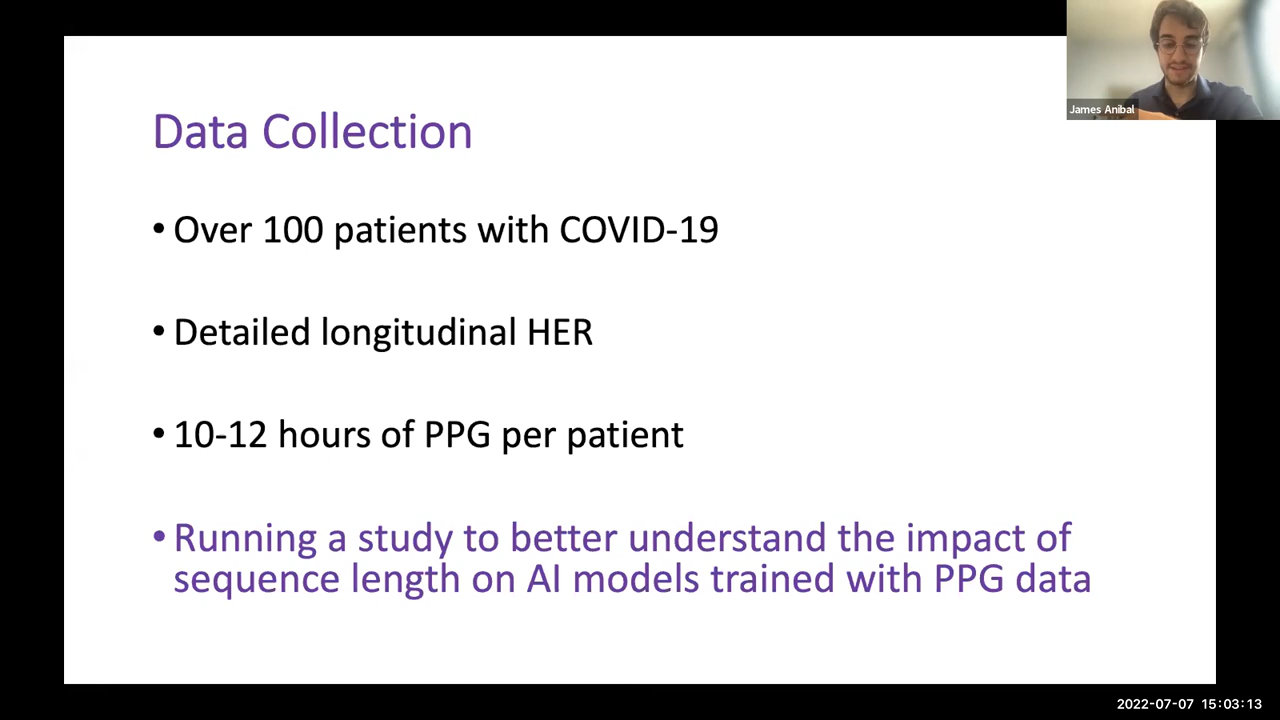 James Anibal
Data Collection
• Over 100 patients with COVID-19
• Detailed longitudinal HER
• 10-12 hours of PPG per patient
• Running a study to better understand the impact of
sequence length on AI models trained with PPG data
2022-07-07 15:03:13